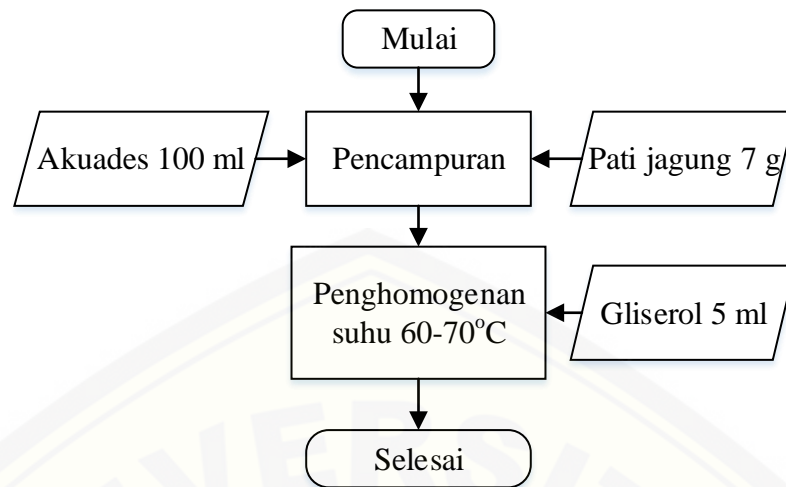 Mulai
Akuades 100 ml
Pencampuran
Pati jagung 7 g
Penghomogenan
suhu 60-70°C
Gliserol 5 ml
Selesai